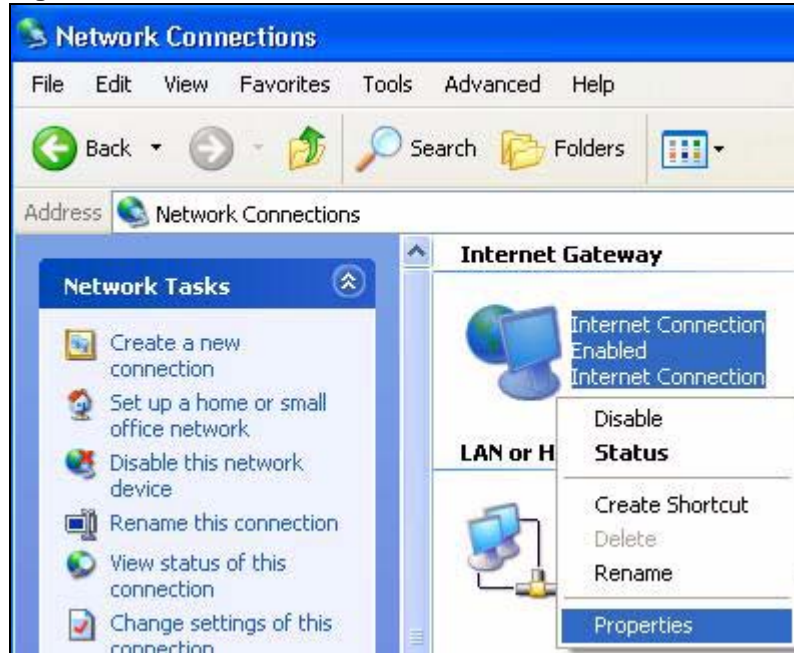 Network Connections
File Edit View Favorites Tools Advanced Help
Back Search Folders
Address Network Connections
Network Tasks
Create a new
connection
Set up a home or small
office network
Disable this network
device
Rename this connection
View status of this
connection
Change settings of this
connection
Internet Gateway
Internet Connection
Enabled
Internet Connection
LAN or H
Disable
Status
Create Shortcut
Delete
Rename
Properties